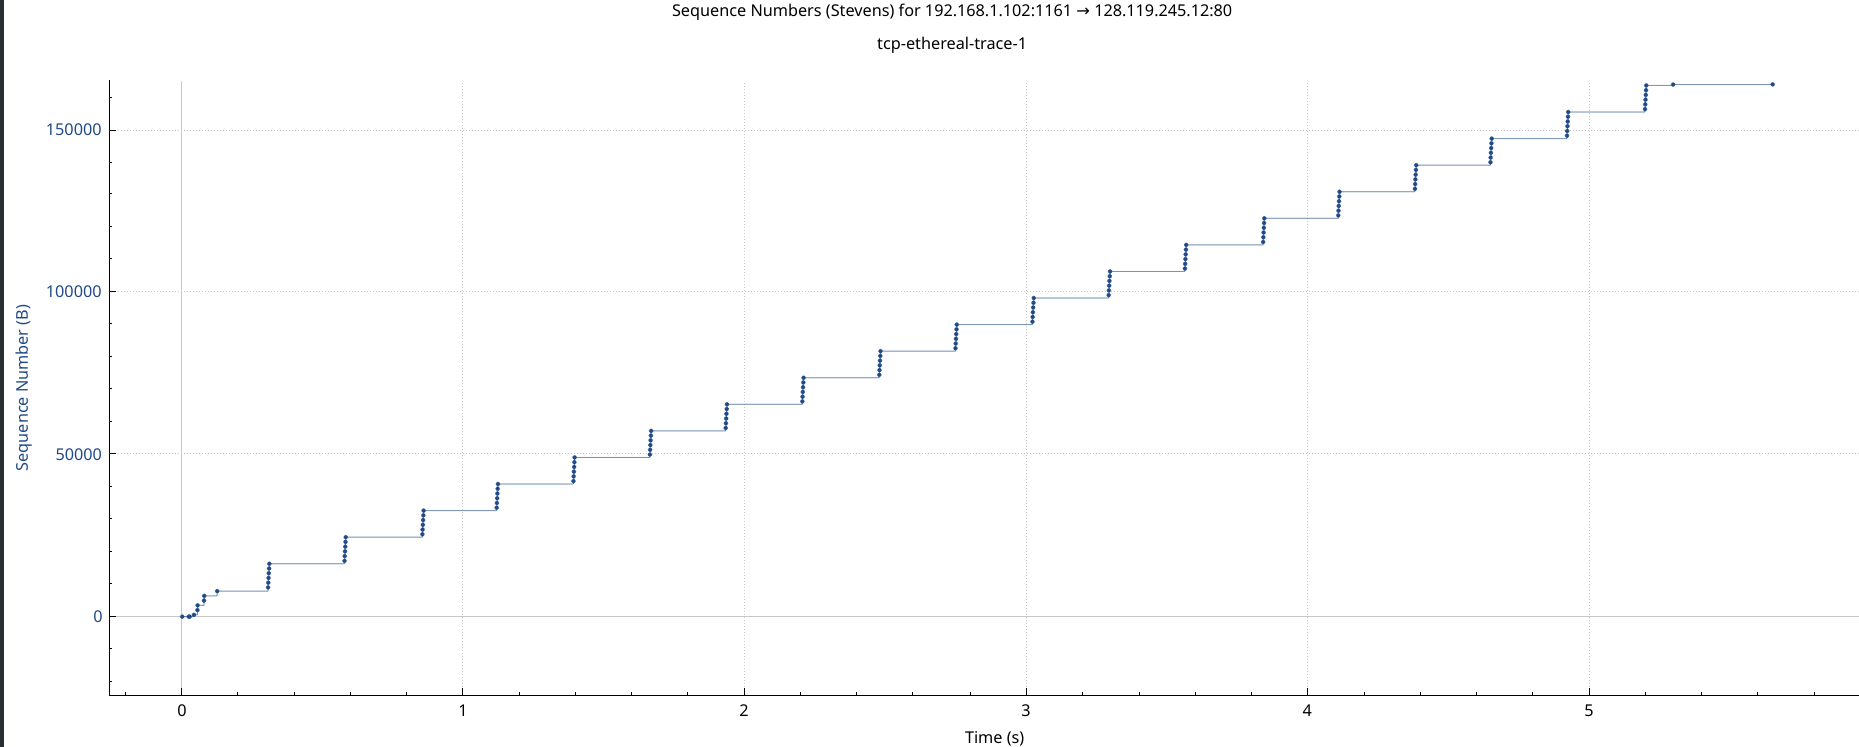 Sequence Numbers (Stevens) for 192.168.1.102:1161 → 128.119.245.12:80
tcp-ethereal-trace-1
Sequence Number (B)
150000
100000
50000
0
0 1 2 3 4 5
Time (s)